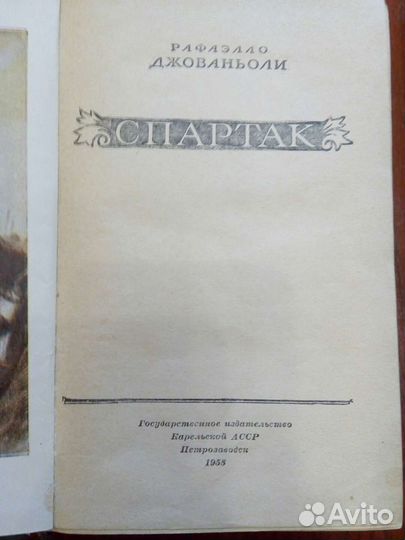 РАФАЭЛЛО
ДЖОВАНЬОЛИ
СПАРТАК
Государственное издательство
Карельской АССР
Петрозаводск
1958
Avito